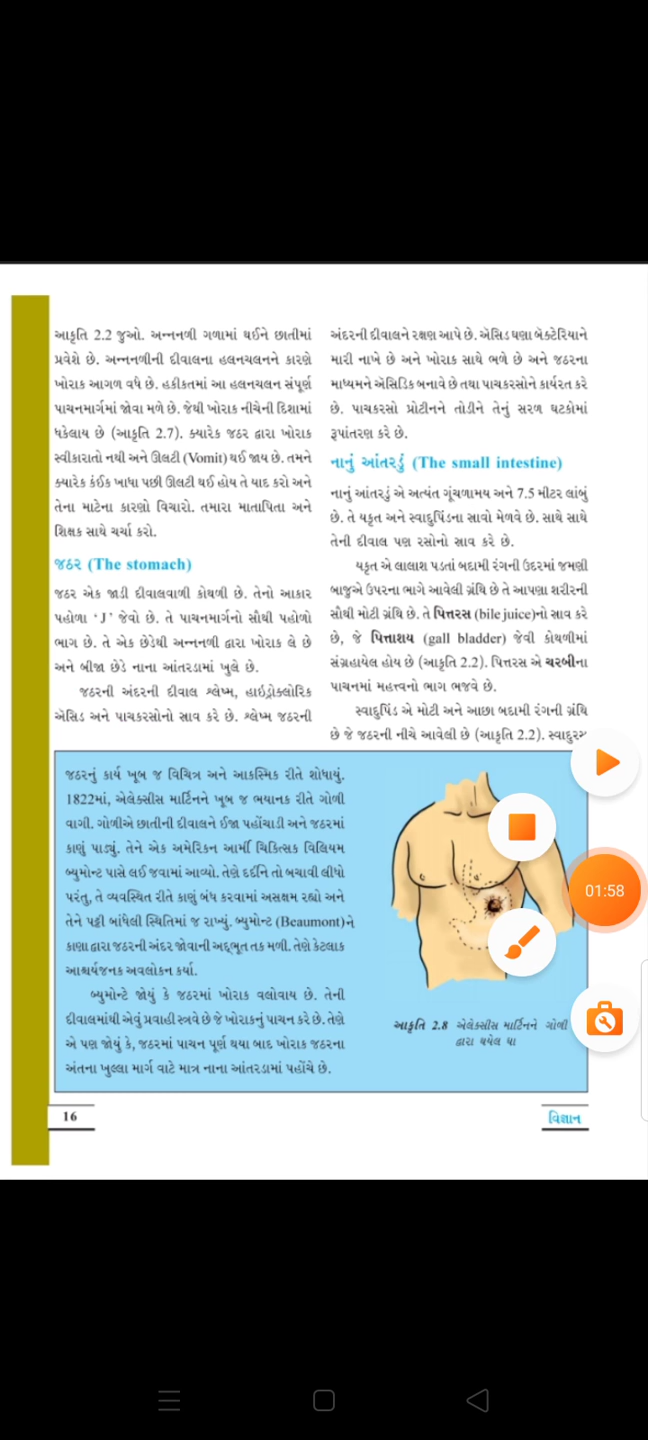 આકૃતિ 2.2 જુઓ. અન્નનળી ગળામાં થઈને છાતીમાં
પ્રવેશે છે. અન્નનળીની દીવાલના હલનચલનને કારણે
ખોરાક આગળ વધે છે. હકીકતમાં આ હલનચલન સંપૂર્ણ
પાચનમાર્ગમાં જોવા મળે છે. જેથી ખોરાક નીચેની દિશામાં
ધકેલાય છે (આકૃતિ 2.7). ક્યારેક જઠર દ્વારા ખોરાક
સ્વીકારાતો નથી અને ઊલટી (Vomit) થઈ જાય છે. તમને
ક્યારેક કંઈક ખાધા પછી ઊલટી થઈ હોય તે યાદ કરો અને
તેના માટેના કારણો વિચારો. તમારા માતાપિતા અને
શિક્ષક સાથે ચર્ચા કરો.
જઠર (The stomach)
જઠર એક જાડી દીવાલવાળી કોથળી છે. તેનો આકાર
પહોળા ‘J’ જેવો છે. તે પાચનમાર્ગનો સૌથી પહોળો
ભાગ છે. તે એક છેડેથી અન્નનળી દ્વારા ખોરાક લે છે
અને બીજા છેડે નાના આંતરડામાં ખુલે છે.
જઠરની અંદરની દીવાલ શ્લેષ્મ, હાઇડ્રોક્લોરિક
ઍસિડ અને પાચકરસોનો સ્રાવ કરે છે. શ્લેષ્મ જઠરની
અંદરની દીવાલને રક્ષણ આપે છે. ઍસિડ ઘણા બૅક્ટેરિયાને
મારી નાખે છે અને ખોરાક સાથે ભળે છે અને જઠરના
માધ્યમને ઍસિડિક બનાવે છે તથા પાચકરસોને કાર્યરત કરે
છે. પાચકરસો પ્રોટીનને તોડીને તેનું સરળ ઘટકોમાં
રૂપાંતરણ કરે છે.
નાનું આંતરડું (The small intestine)
નાનું આંતરડું એ અત્યંત ગૂંચળામય અને 7.5 મીટર લાંબું
છે. તે યકૃત અને સ્વાદુપિંડના સ્રાવો મેળવે છે. સાથે સાથે
તેની દીવાલ પણ રસોનો સ્રાવ કરે છે.
યકૃત એ લાલાશ પડતાં બદામી રંગની ઉદરમાં જમણી
બાજુએ ઉપરના ભાગે આવેલી ગ્રંથિ છે તે આપણા શરીરની
સૌથી મોટી ગ્રંથિ છે. તે પિત્તરસ (bile juice)નો સ્રાવ કરે
છે, જે પિત્તાશય (gall bladder) જેવી કોથળીમાં
સંગ્રહાયેલ હોય છે (આકૃતિ 2.2). પિત્તરસ એ ચરબીના
પાચનમાં મહત્ત્વનો ભાગ ભજવે છે.
સ્વાદુપિંડ એ મોટી અને આછા બદામી રંગની ગ્રંથિ
છે જે જઠરની નીચે આવેલી છે (આકૃતિ 2.2).
જઠરનું કાર્ય ખૂબ જ વિચિત્ર અને આકસ્મિક રીતે શોધાયું.
1822માં, એલેક્સીસ માર્ટિનને ખૂબ જ ભયાનક રીતે ગોળી
વાગી. ગોળીએ છાતીની દીવાલને ઈજા પહોંચાડી અને જઠરમાં
કાણું પાડ્યું. તેને એક અમેરિકન આર્મી ચિકિત્સક વિલિયમ
બ્યુમોન્ટ પાસે લઈ જવામાં આવ્યો. તેણે દર્દીને તો બચાવી લીધો
પરંતુ, તે વ્યવસ્થિત રીતે કાણું બંધ કરવામાં અસક્ષમ રહ્યો અને
તેને પટ્ટી બાંધેલી સ્થિતિમાં જ રાખ્યું. બ્યુમોન્ટ (Beaumont)ને
કાણા દ્વારા જઠરની અંદર જોવાની અદ્ભૂત તક મળી. તેણે કેટલાક
આશ્ચર્યજનક અવલોકન કર્યા.
બ્યુમોન્ટે જોયું કે જઠરમાં ખોરાક વલોવાય છે. તેની
દીવાલમાંથી એવું પ્રવાહી સ્ત્રવે છે જે ખોરાકનું પાચન કરે છે. તેણે
એ પણ જોયું કે, જઠરમાં પાચન પૂર્ણ થયા બાદ ખોરાક જઠરના
અંતના ખુલ્લા માર્ગ વાટે માત્ર નાના આંતરડામાં પહોંચે છે.
આકૃતિ 2.8 એલેક્સીસ માર્ટિનને ગોળી
દ્વારા થયેલ ઘા
01:58
16
વિજ્ઞાન